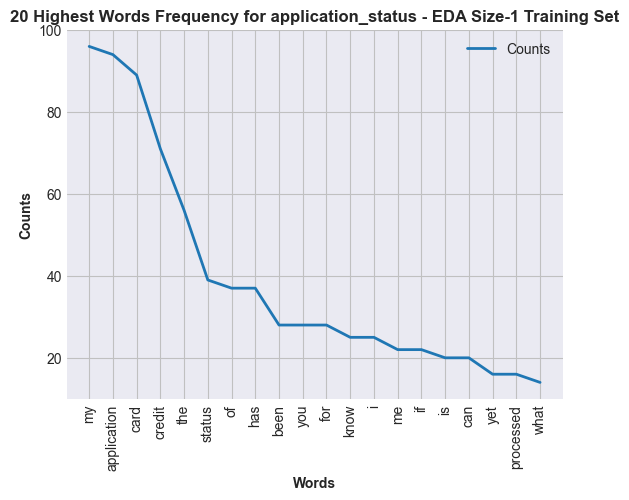 20 Highest Words Frequency for application_status - EDA Size-1 Training Set
Counts
100
80
60
40
20
Counts
my
application
card
credit
the
status
of
has
been
you
for
know
i
me
if
is
can
yet
processed
what
Words